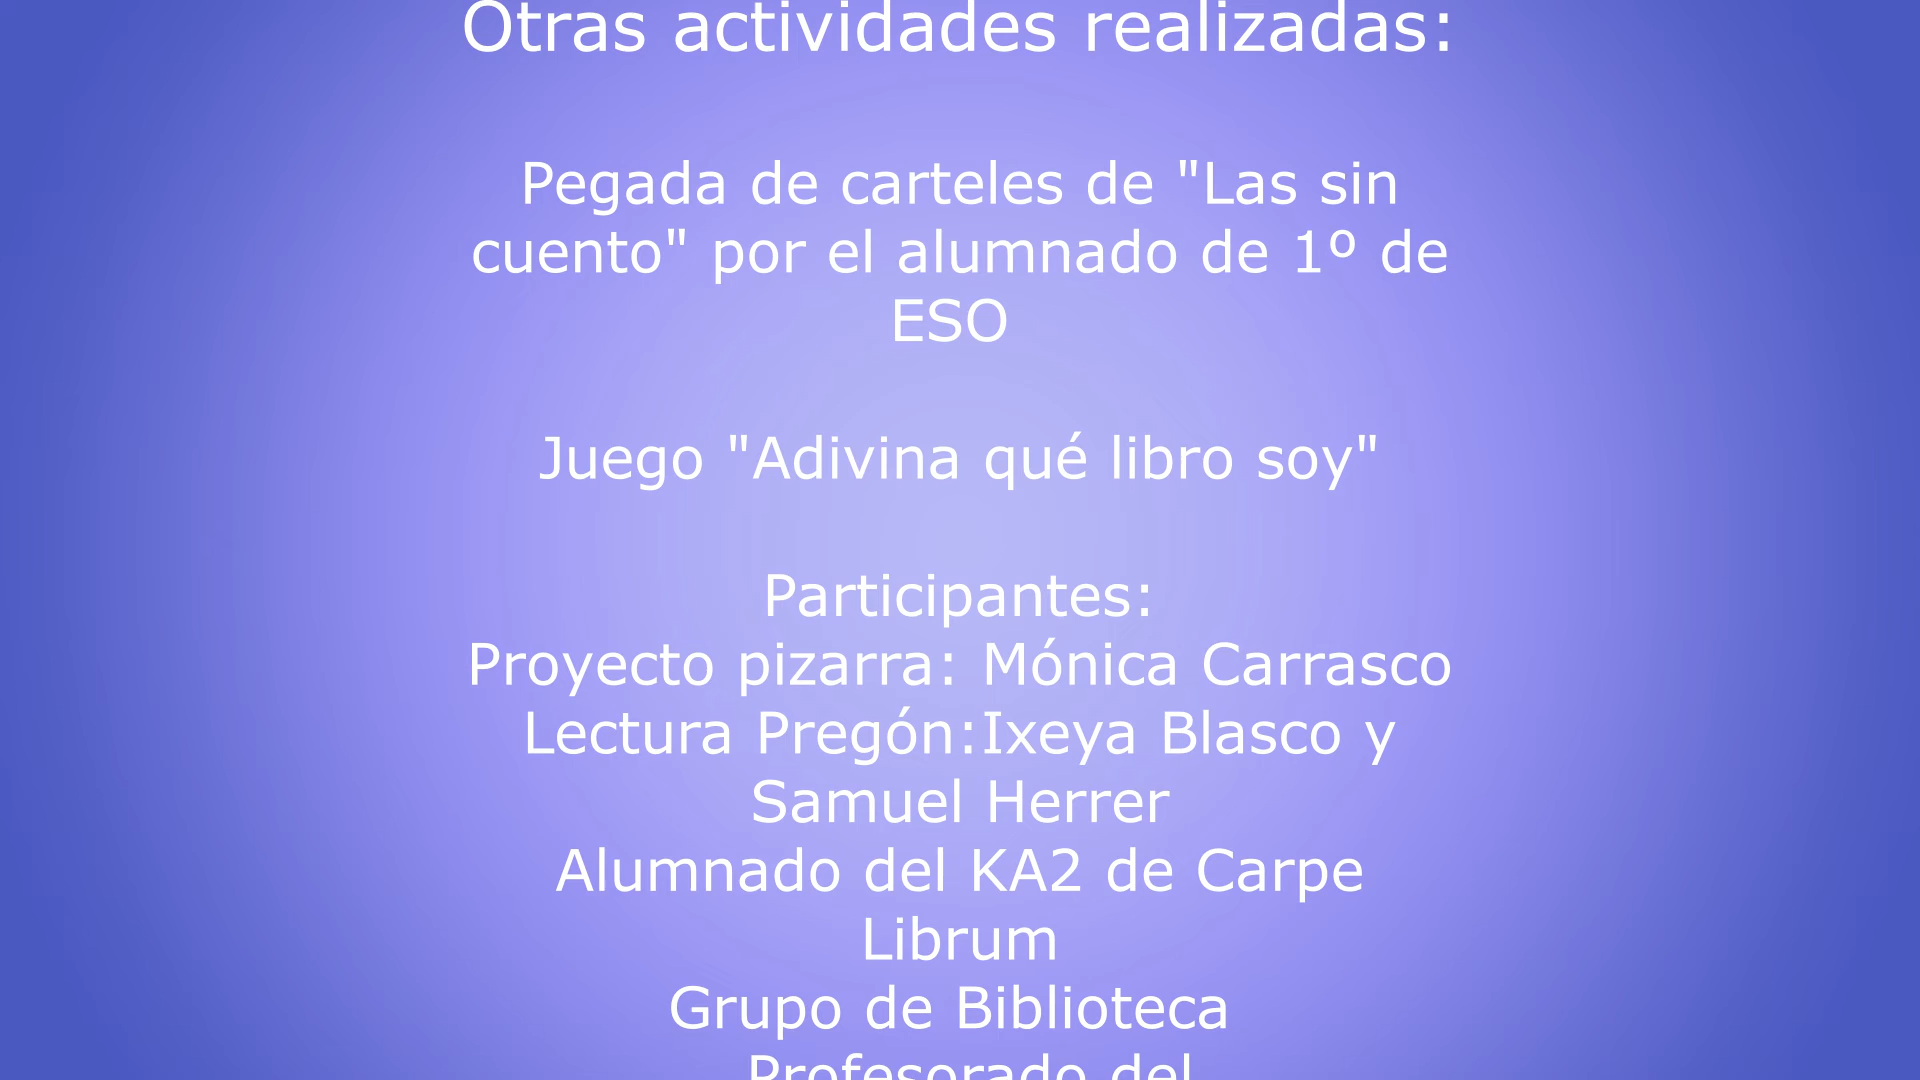 Otras actividades realizadas:
Pegada de carteles de "Las sin
cuento" por el alumnado de 1º de
ESO
Juego "Adivina qué libro soy"
Participantes:
Proyecto pizarra: Mónica Carrasco
Lectura Pregón:Ixeya Blasco y
Samuel Herrer
Alumnado del KA2 de Carpe
Librum
Grupo de Biblioteca
Profesorado del